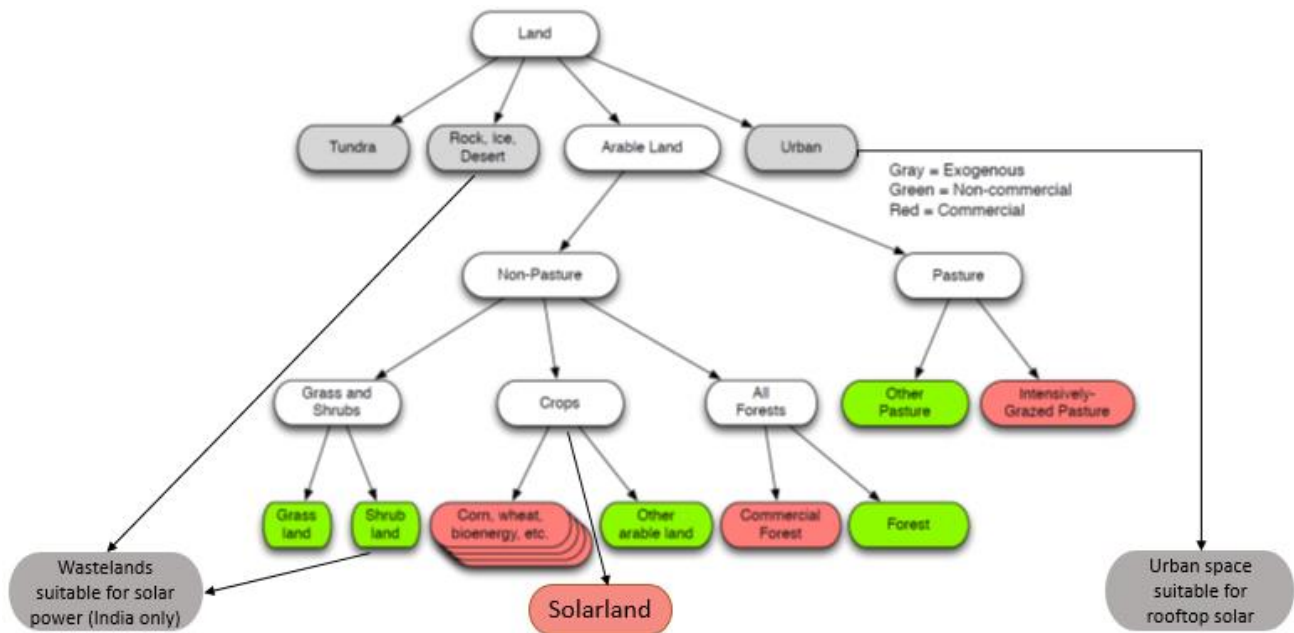 Land
Tundra
Rock, Ice,
Desert
Arable Land
Urban
Gray = Exogenous
Green = Non-commercial
Red = Commercial
Non-Pasture
Pasture
Grass and
Shrubs
Crops
All
Forests
Other
Pasture
Intensively-
Grazed Pasture
Grass
land
Shrub
land
Corn, wheat,
bioenergy, etc.
Other
arable land
Commercial
Forest
Forest
Wastelands
suitable for solar
power (India only)
Solarland
Urban space
suitable for
rooftop solar